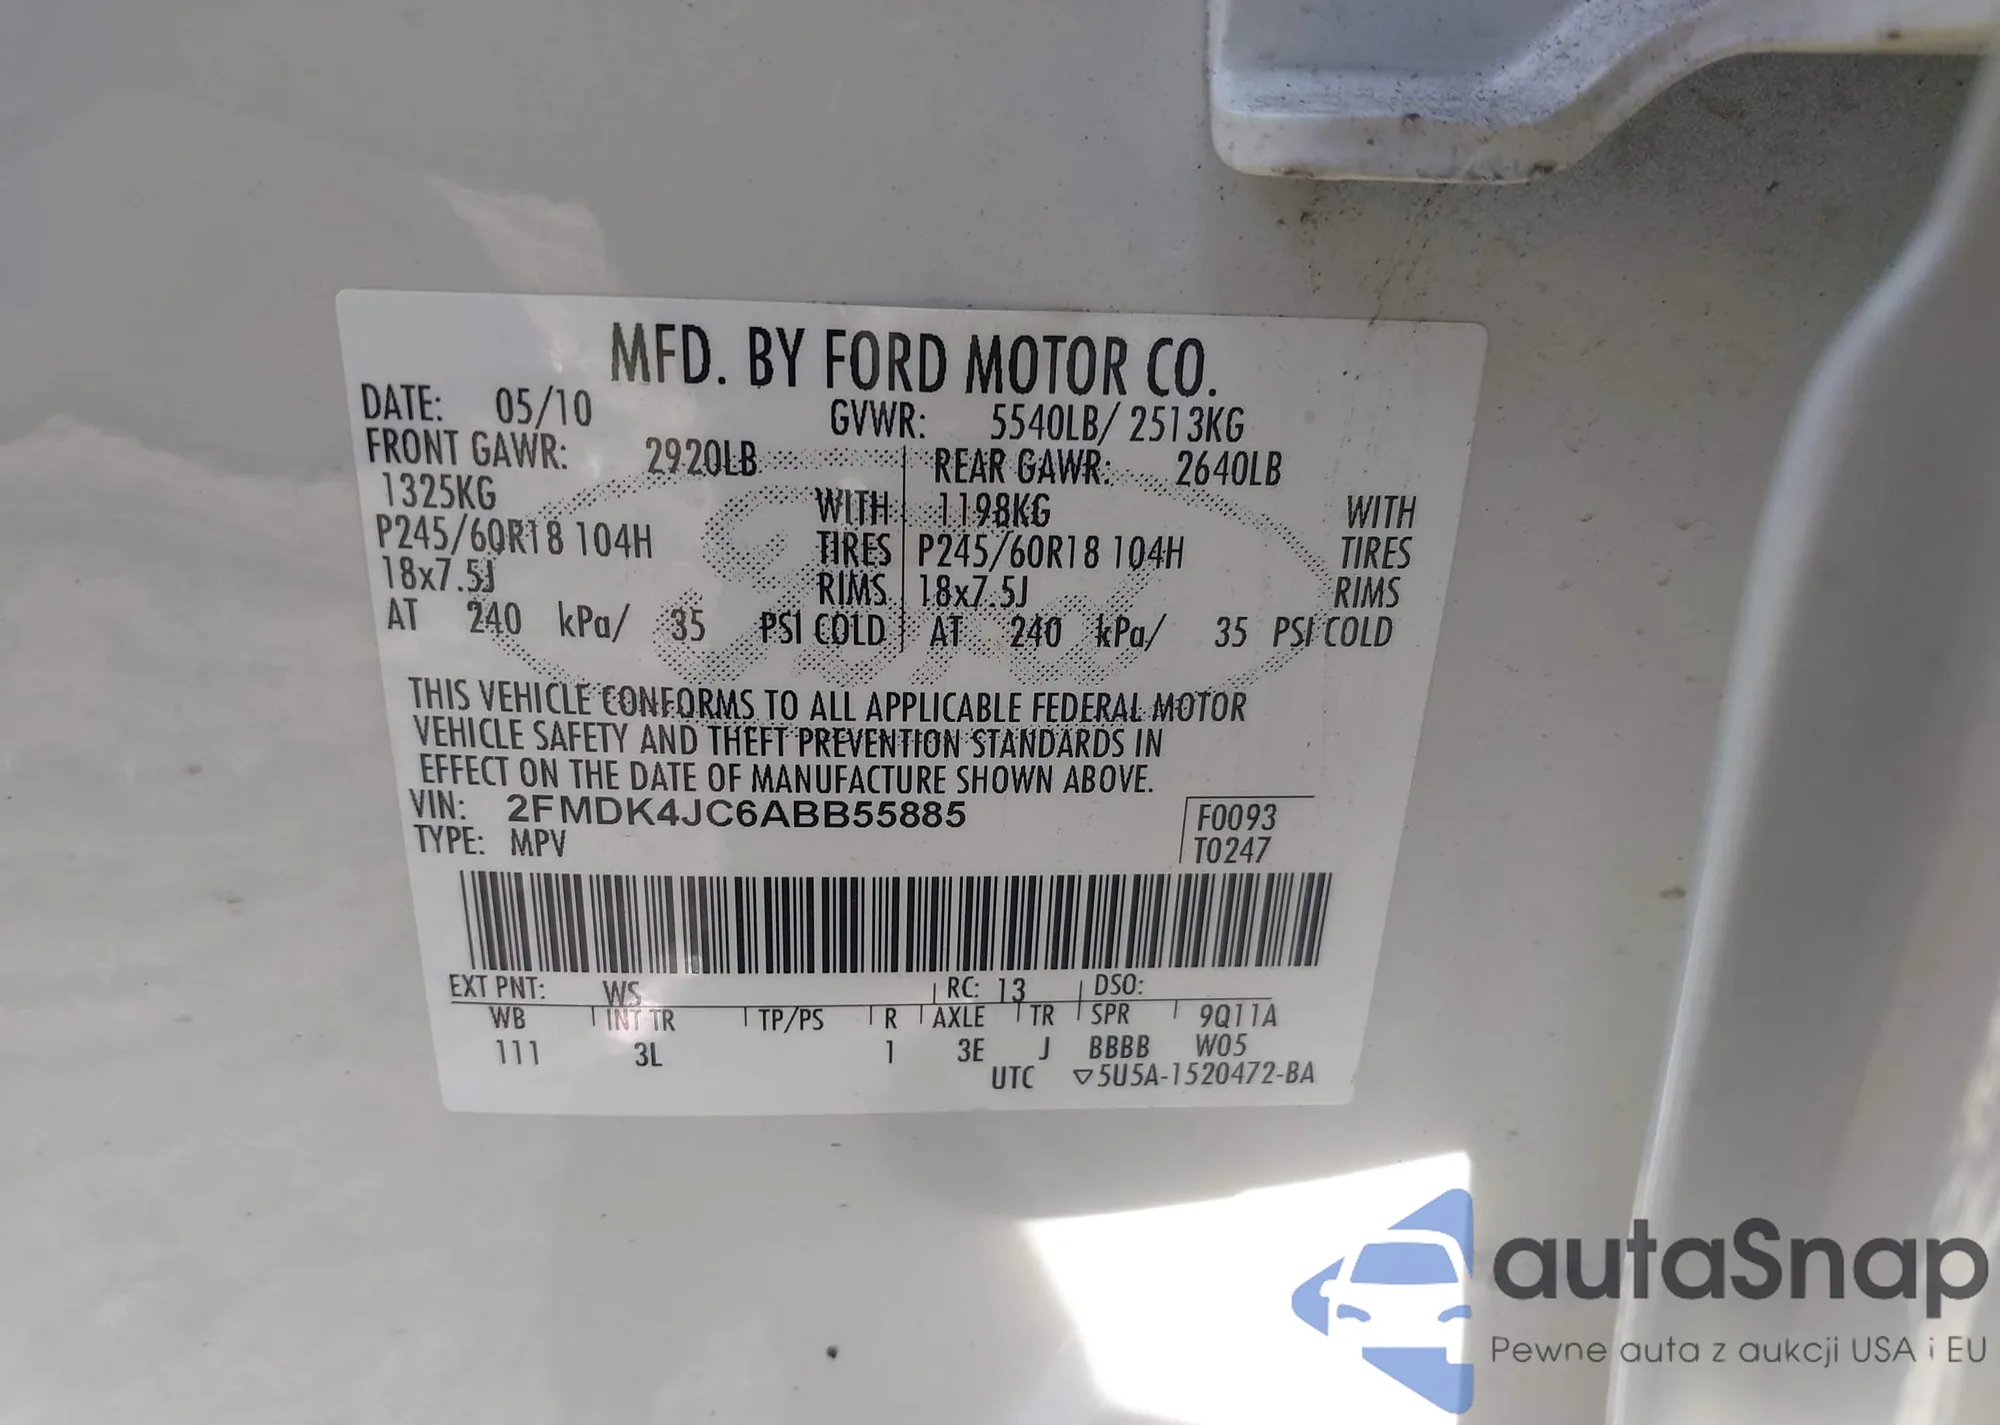 MFD. BY FORD MOTOR CO.
DATE: 05/10 GVWR: 5540LB/ 2513KG
FRONT GAWR: 2920LB REAR GAWR: 2640LB
1325KG WITH 1198KG WITH
P245/60R18 104H TIRES P245/60R18 104H TIRES
18x7.5J RIMS 18x7.5J RIMS
AT 240 kPa/ 35 PSI COLD AT 240 kPa/ 35 PSI COLD
THIS VEHICLE CONFORMS TO ALL APPLICABLE FEDERAL MOTOR
VEHICLE SAFETY AND THEFT PREVENTION STANDARDS IN
EFFECT ON THE DATE OF MANUFACTURE SHOWN ABOVE.
VIN: 2FMDK4JC6ABB55885 F0093
TYPE: MPV T0247
EXT PNT: WS RC: 13 DSO:
WB INT TR TP/PS R AXLE TR SPR 9Q11A
111 3L 1 3E J BBBB W05
UTC ▽5U5A-1520472-BA
autaSnap
Pewne auta z aukcji USA i EU